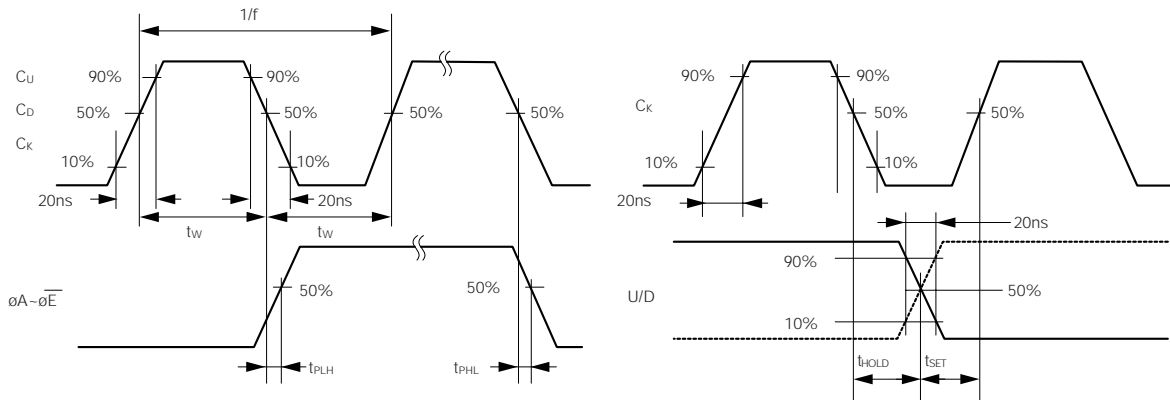 1/f
CU 90% 90%
CD 50% 50% 50% 50%
CK
10% 10%
20ns 20ns
tW tW
øA~øE̅ 50% 50%
tPLH tPHL
90% 90%
CK 50% 50%
10% 10%
20ns
20ns
90%
U/D 50%
10%
tHOLD tSET